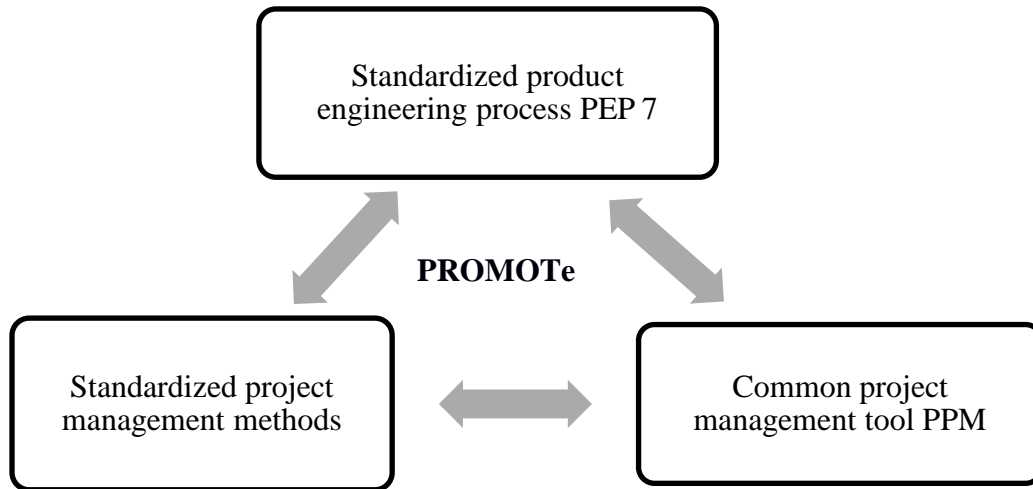 Standardized product
engineering process PEP 7
PROMOTe
Standardized project
management methods
Common project
management tool PPM